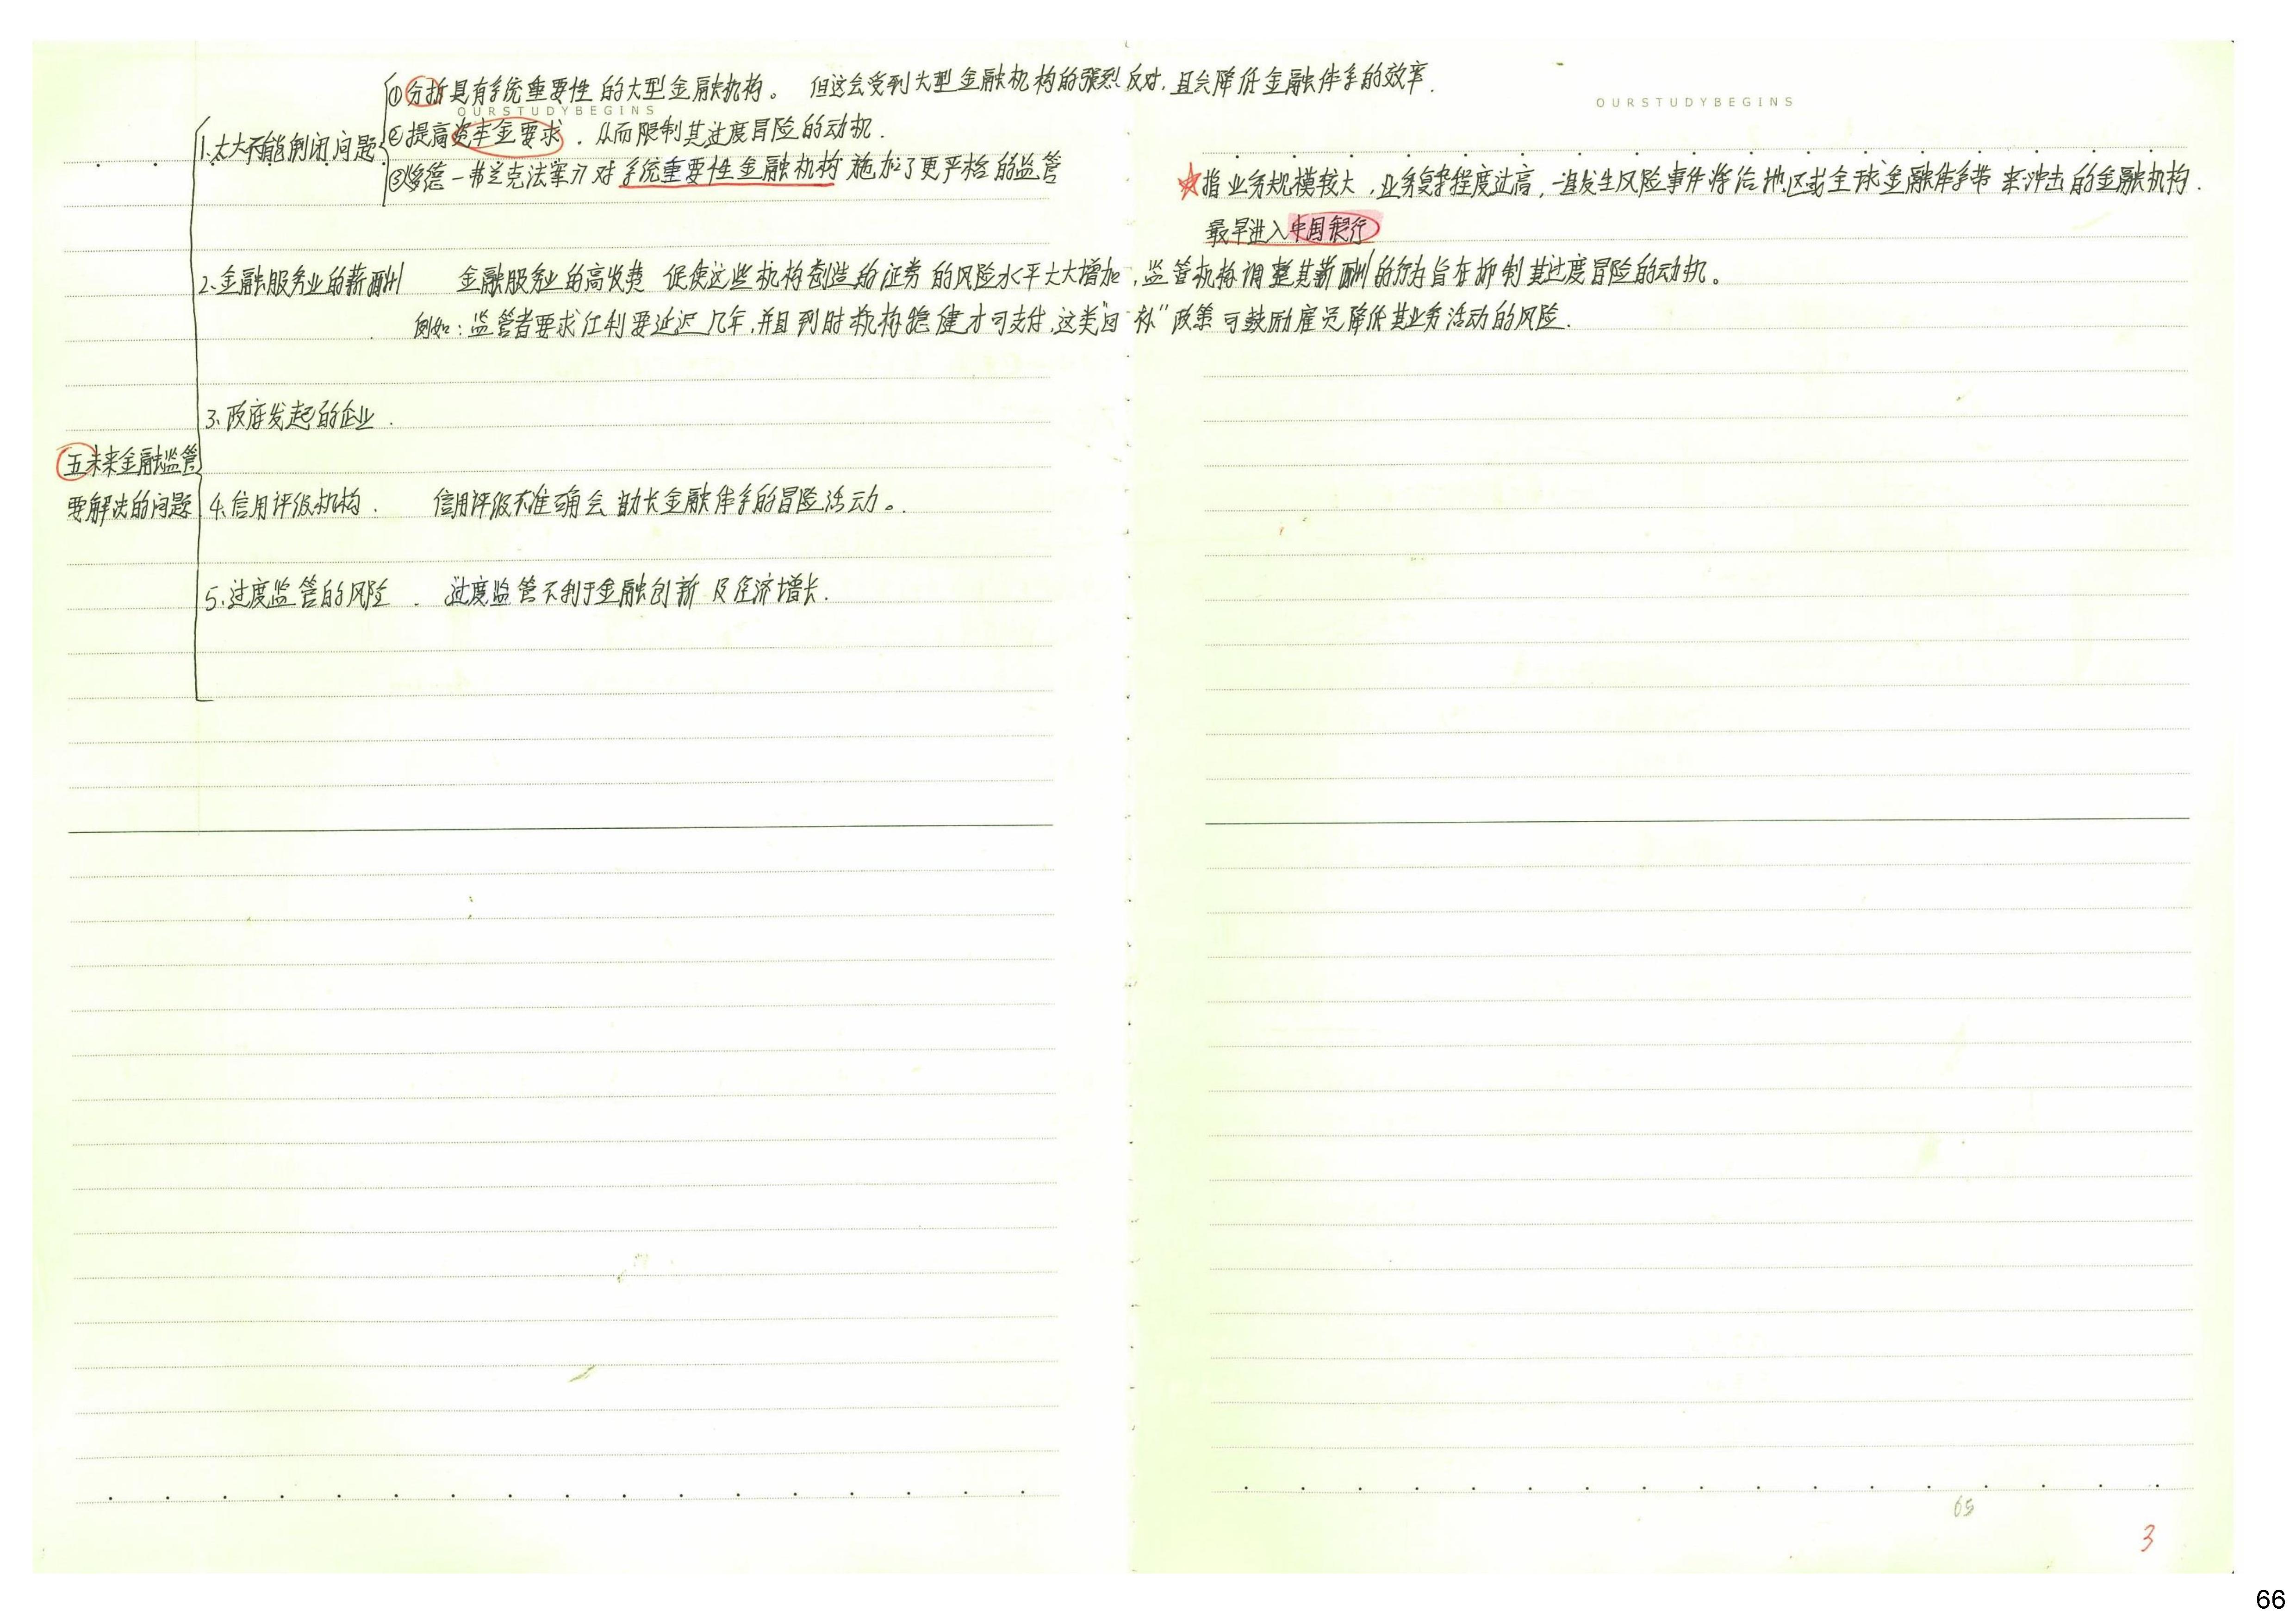 ①分拆具有系统重要性的大型金融机构。 但这会受到大型金融机构的强烈反对,且会降低金融体系的效率.
OURSTUDYBEGINS
OURSTUDYBEGINS
1.太大不能倒闭问题
②提高资本金要求.从而限制其过度冒险的动机.
③《多德-弗兰克法案》对系统重要性金融机构施加了更严格的监管
☆指业务规模较大,业务复杂程度过高,一旦发生风险事件将给地区或全球金融体系带来冲击的金融机构.
最早进入中国银行
2.金融服务业的薪酬 金融服务业的高收费促使这些机构创造的证券的风险水平大大增加,监管机构调整其薪酬的行为旨在抑制其过度冒险的动机。
例如:监管者要求红利要延迟几年,并且到时机构稳健才可支付,这类"回补"政策可鼓励雇员降低其业务活动的风险.
3.政府发起的企业.
五未来金融监管
要解决的问题
4.信用评级机构. 信用评级不准确会助长金融体系的冒险活动。.
5.过度监管的风险. 过度监管不利于金融创新及经济增长.
65
3
66